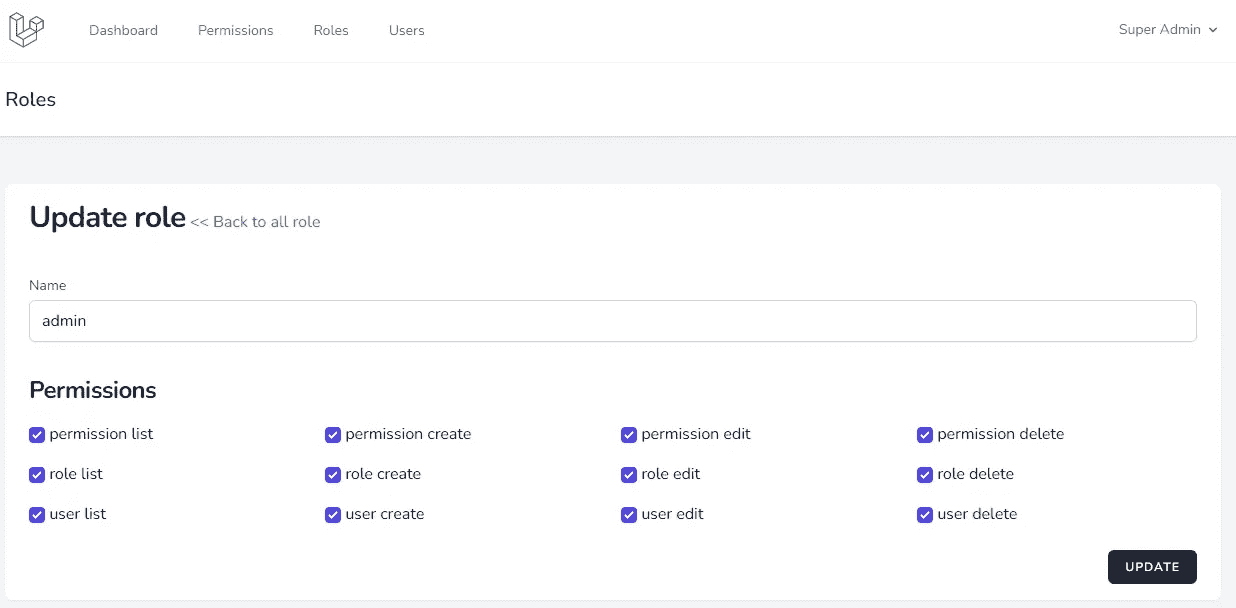 Dashboard Permissions Roles Users Super Admin
Roles
Update role << Back to all role
Name
admin
Permissions
permission list permission create permission edit permission delete
role list role create role edit role delete
user list user create user edit user delete
UPDATE